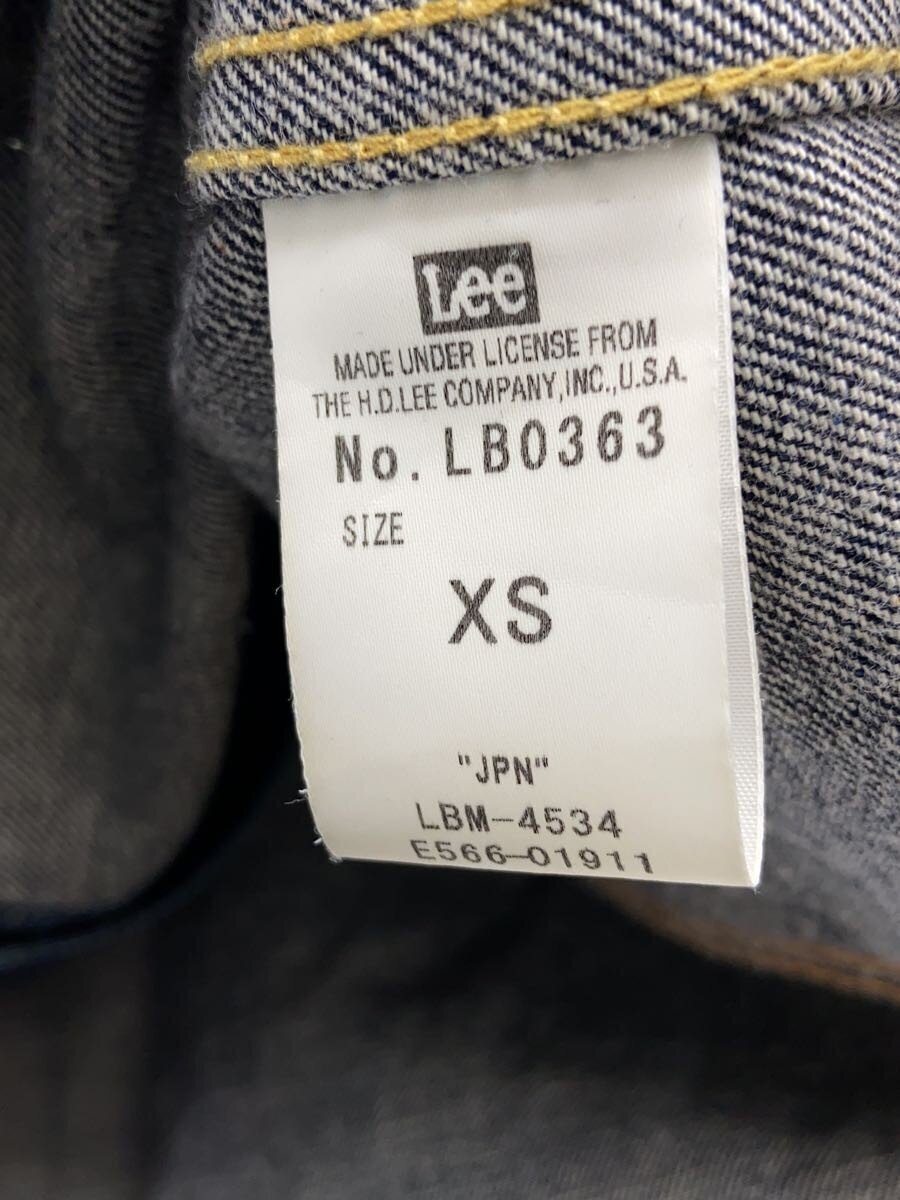 Lee
MADE UNDER LICENSE FROM
THE H.D.LEE COMPANY,INC.,U.S.A.
No. LB0363
SIZE
XS
"JPN"
LBM-4534
E566-01911